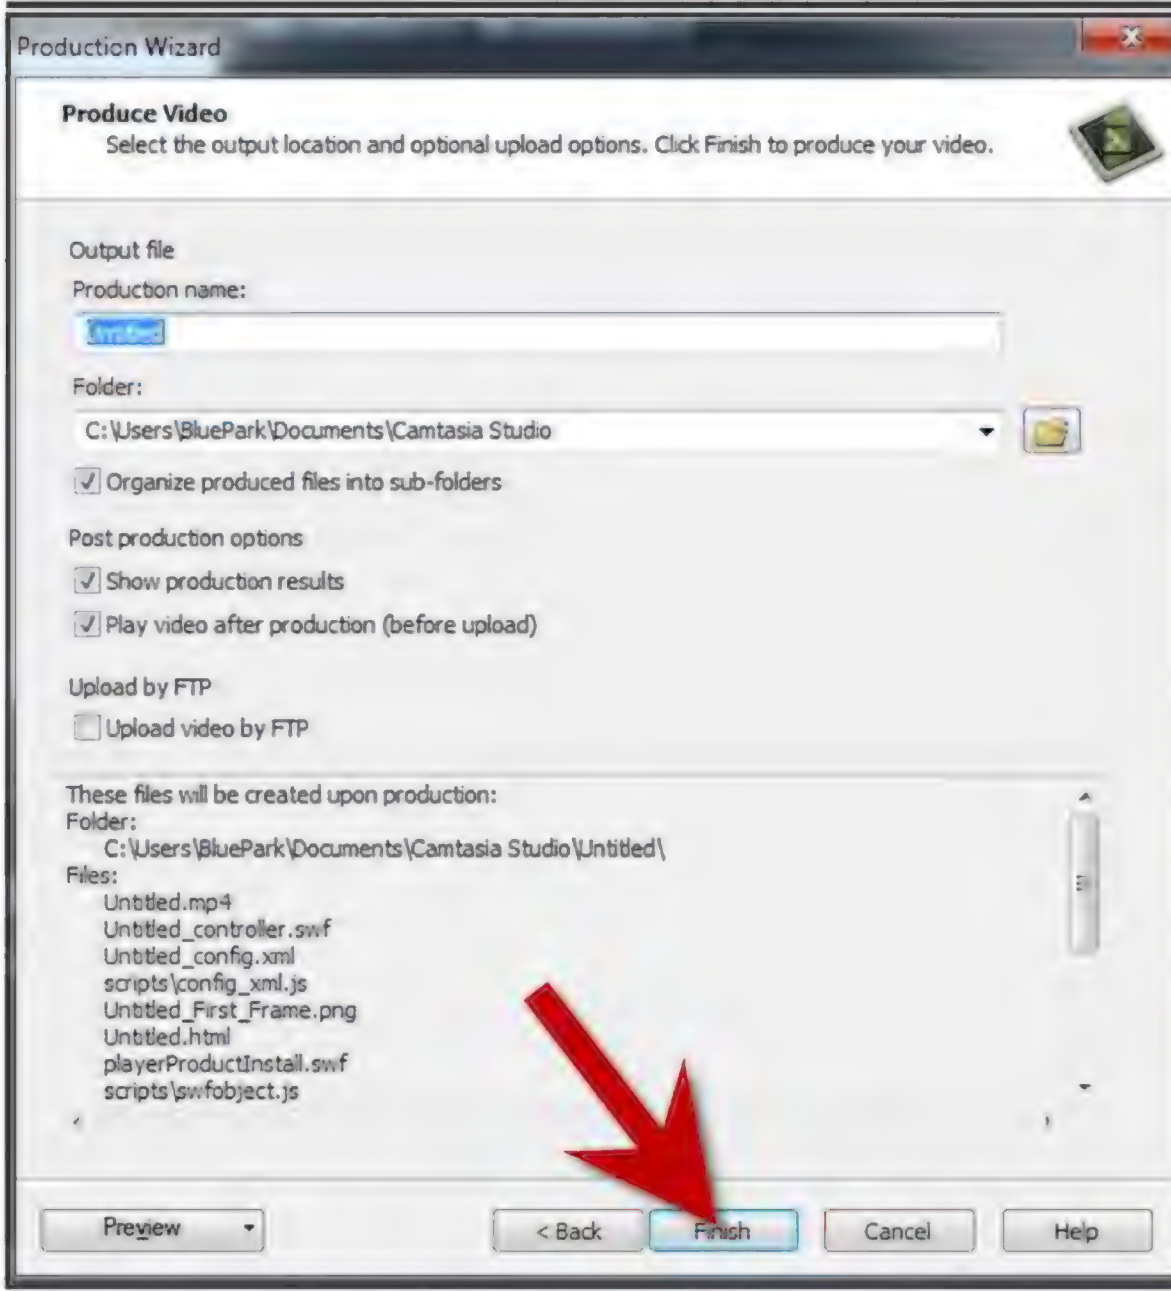 Production Wizard
Produce Video
Select the output location and optional upload options. Click Finish to produce your video.
Output file
Production name:
Untitled
Folder:
C:\Users\BluePark\Documents\Camtasia Studio
Organize produced files into sub-folders
Post production options
Show production results
Play video after production (before upload)
Upload by FTP
Upload video by FTP
These files will be created upon production:
Folder:
C:\Users\BluePark\Documents\Camtasia Studio\Untitled\
Files:
Untitled.mp4
Untitled_controller.swf
Untitled_config.xml
scripts\config_xml.js
Untitled_First_Frame.png
Untitled.html
playerProductInstall.swf
scripts\swfobject.js
Preview < Back Finish Cancel Help